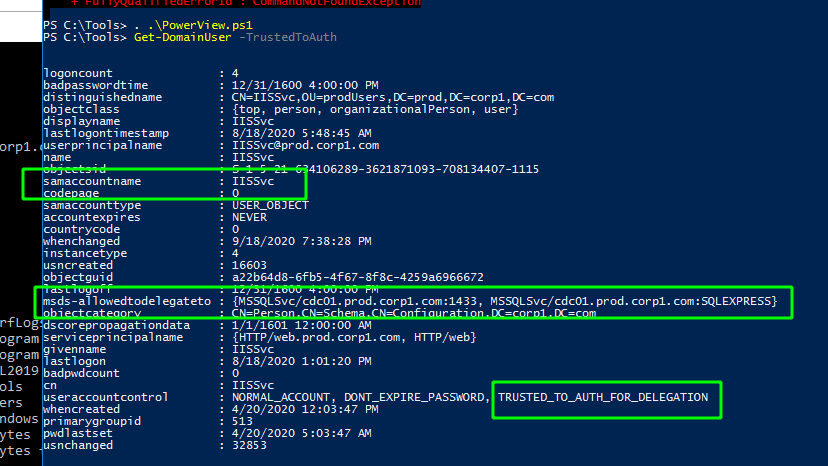 + FullyQualifiedErrorId : CommandNotFoundException
PS C:\Tools> . .\PowerView.ps1
PS C:\Tools> Get-DomainUser -TrustedToAuth
logoncount : 4
badpasswordtime : 12/31/1600 4:00:00 PM
distinguishedname : CN=IISSvc,OU=prodUsers,DC=prod,DC=corp1,DC=com
objectclass : {top, person, organizationalPerson, user}
displayname : IISSvc
lastlogontimestamp : 8/18/2020 5:48:45 AM
userprincipalname : IISSvc@prod.corp1.com
name : IISSvc
objectsid : S-1-5-21-634106289-3621871093-708134407-1115
samaccountname : IISSvc
codepage : 0
samaccounttype : USER_OBJECT
accountexpires : NEVER
countrycode : 0
whenchanged : 9/18/2020 7:38:28 PM
instancetype : 4
usncreated : 16603
objectguid : a22b64d8-6fb5-4f67-8f8c-4259a6966672
lastlogoff : 12/31/1600 4:00:00 PM
msds-allowedtodelegateto : {MSSQLSvc/cdc01.prod.corp1.com:1433, MSSQLSvc/cdc01.prod.corp1.com:SQLEXPRESS}
objectcategory : CN=Person,CN=Schema,CN=Configuration,DC=corp1,DC=com
dscorepropagationdata : 1/1/1601 12:00:00 AM
serviceprincipalname : {HTTP/web.prod.corp1.com, HTTP/web}
givenname : IISSvc
lastlogon : 8/18/2020 1:01:20 PM
badpwdcount : 0
cn : IISSvc
useraccountcontrol : NORMAL_ACCOUNT, DONT_EXPIRE_PASSWORD, TRUSTED_TO_AUTH_FOR_DELEGATION
whencreated : 4/20/2020 12:03:47 PM
primarygroupid : 513
pwdlastset : 4/20/2020 5:03:47 AM
usnchanged : 32853
orp1.c
rfLogs
rogram
rogram
L2019
ols
ers
ndows
ytes
ytes